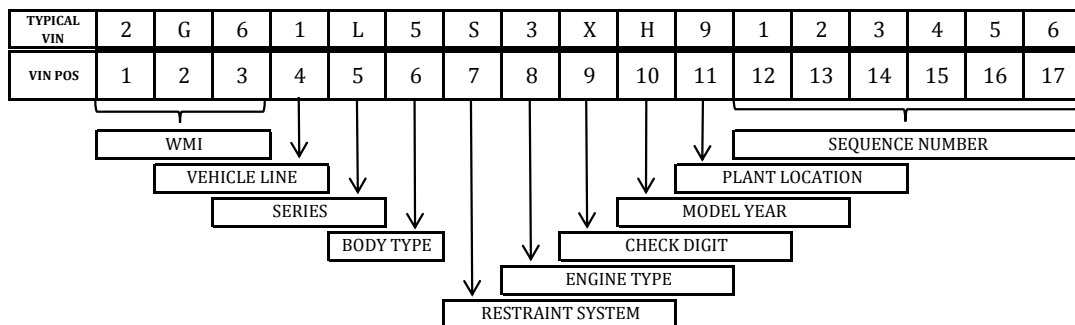 TYPICAL VIN 2 G 6 1 L 5 S 3 X H 9 1 2 3 4 5 6
VIN POS 1 2 3 4 5 6 7 8 9 10 11 12 13 14 15 16 17
WMI SEQUENCE NUMBER
VEHICLE LINE PLANT LOCATION
SERIES MODEL YEAR
BODY TYPE CHECK DIGIT
ENGINE TYPE
RESTRAINT SYSTEM